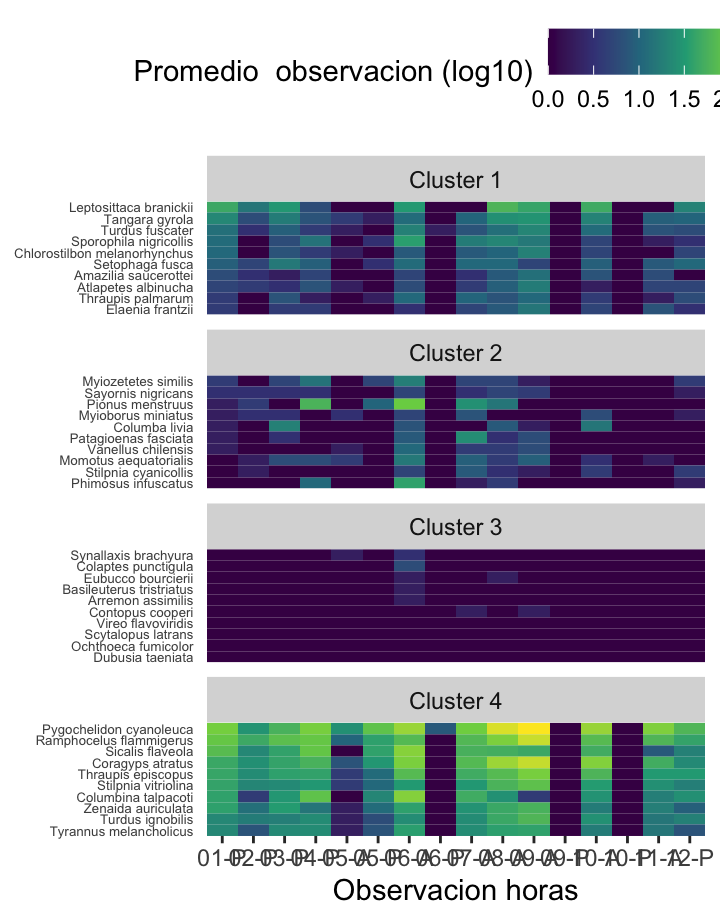 Promedio  observacion (log10)
0.0 0.5 1.0 1.5
Cluster 1
Leptosittaca branickii
Tangara gyrola
Turdus fuscater
Sporophila nigricollis
Chlorostilbon melanorhynchus
Setophaga fusca
Amazilia saucerottei
Atlapetes albinucha
Thraupis palmarum
Elaenia frantzii
Cluster 2
Myiozetetes similis
Sayornis nigricans
Pionus menstruus
Myioborus miniatus
Columba livia
Patagioenas fasciata
Vanellus chilensis
Momotus aequatorialis
Stilpnia cyanicollis
Phimosus infuscatus
Cluster 3
Synallaxis brachyura
Colaptes punctigula
Eubucco bourcierii
Basileuterus tristriatus
Arremon assimilis
Contopus cooperi
Vireo flavoviridis
Scytalopus latrans
Ochthoeca fumicolor
Dubusia taeniata
Cluster 4
Pygochelidon cyanoleuca
Ramphocelus flammigerus
Sicalis flaveola
Coragyps atratus
Thraupis episcopus
Stilpnia vitriolina
Columbina talpacoti
Zenaida auriculata
Turdus ignobilis
Tyrannus melancholicus
Observacion horas